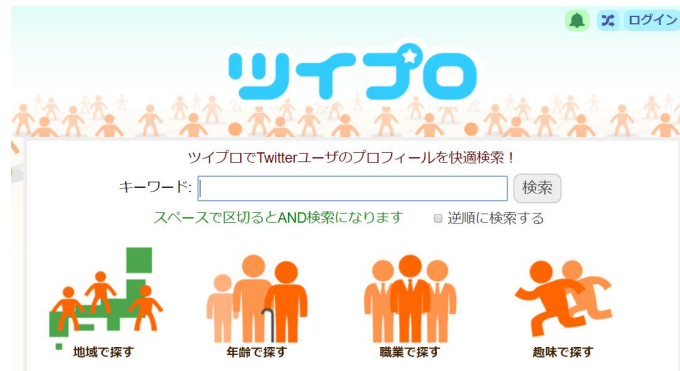 ログイン
ツイプロ
ツイプロでTwitterユーザのプロフィールを快適検索！
キーワード: 検索
スペースで区切るとAND検索になります 逆順に検索する
地域で探す 年齢で探す 職業で探す 趣味で探す